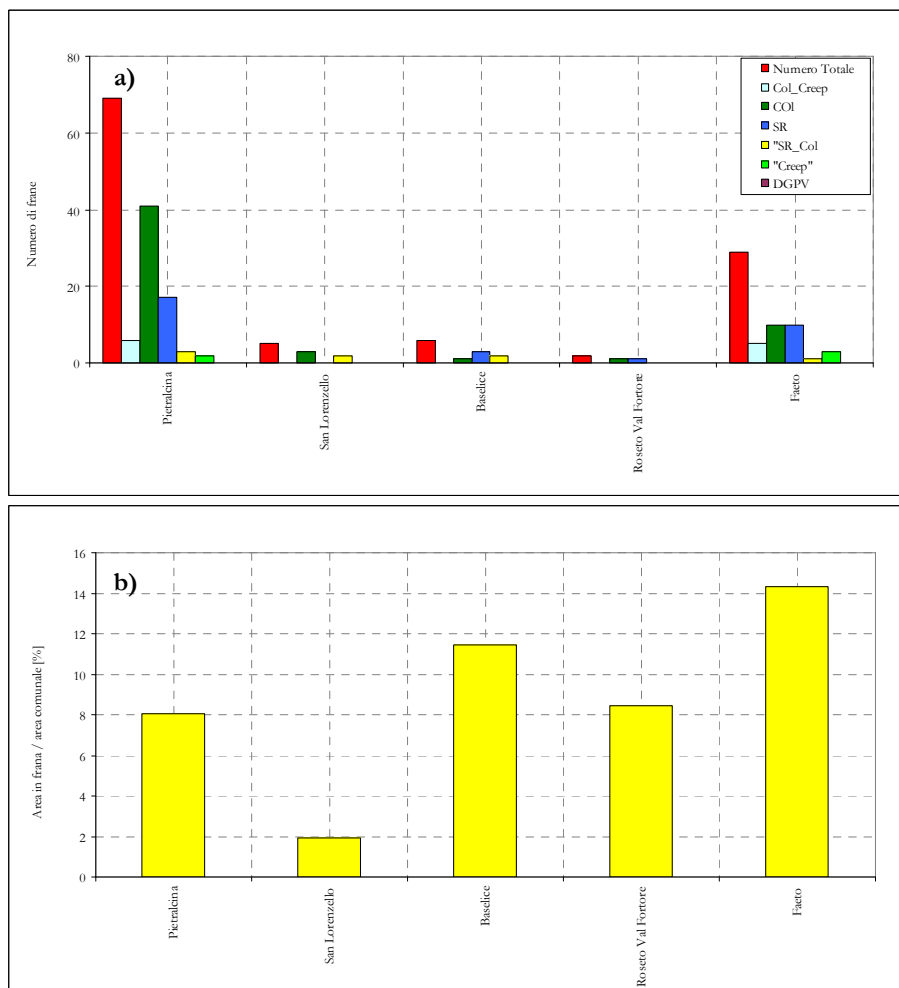 a)
Numero di frane
80
60
40
20
0
Numero Totale
Col_Creep
COl
SR
"SR_Col
"Creep"
DGPV
Pietralcina
San Lorenzello
Baselice
Roseto Val Fortore
Faeto
b)
Area in frana / area comunale [%]
16
14
12
10
8
6
4
2
0
Pietralcina
San Lorenzello
Baselice
Roseto Val Fortore
Faeto